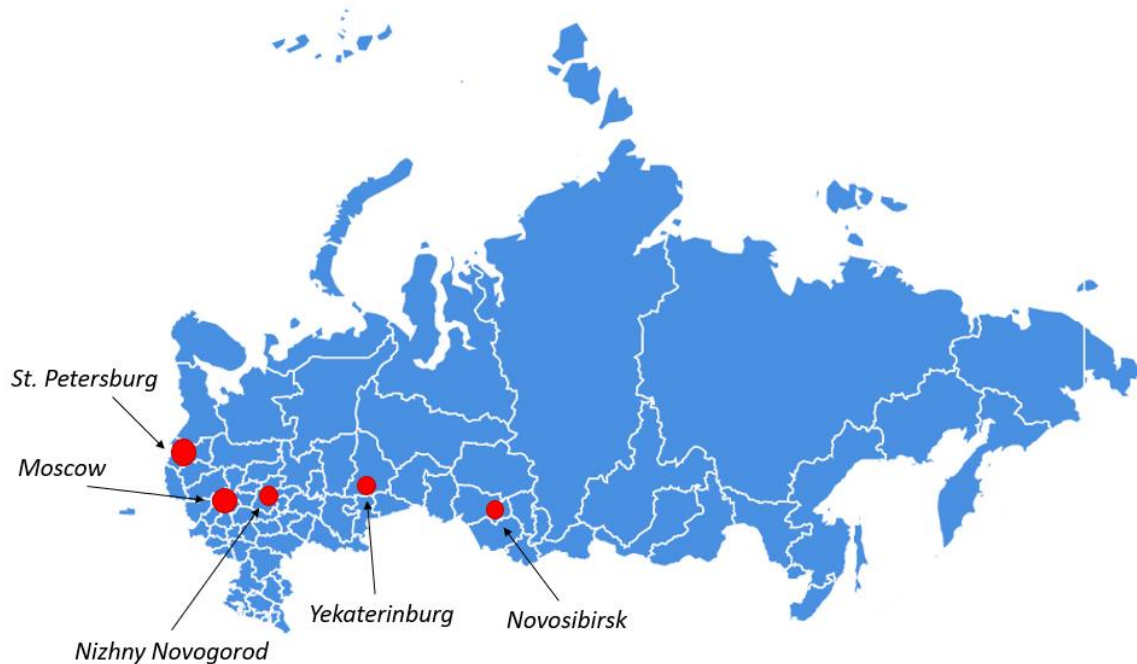 St. Petersburg
Moscow
Yekaterinburg
Novosibirsk
Nizhny Novogorod